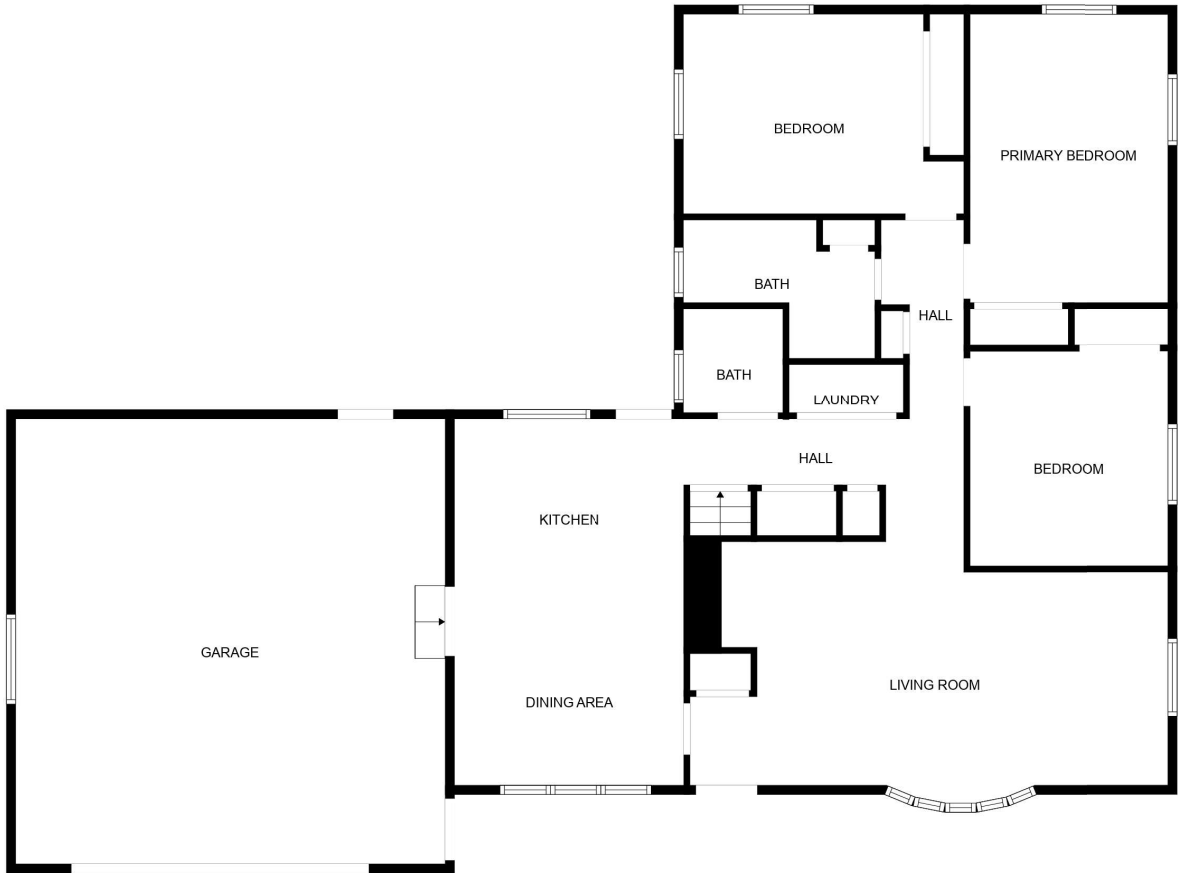 BEDROOM
PRIMARY BEDROOM
BATH
HALL
BATH
LAUNDRY
HALL
BEDROOM
KITCHEN
GARAGE
LIVING ROOM
DINING AREA